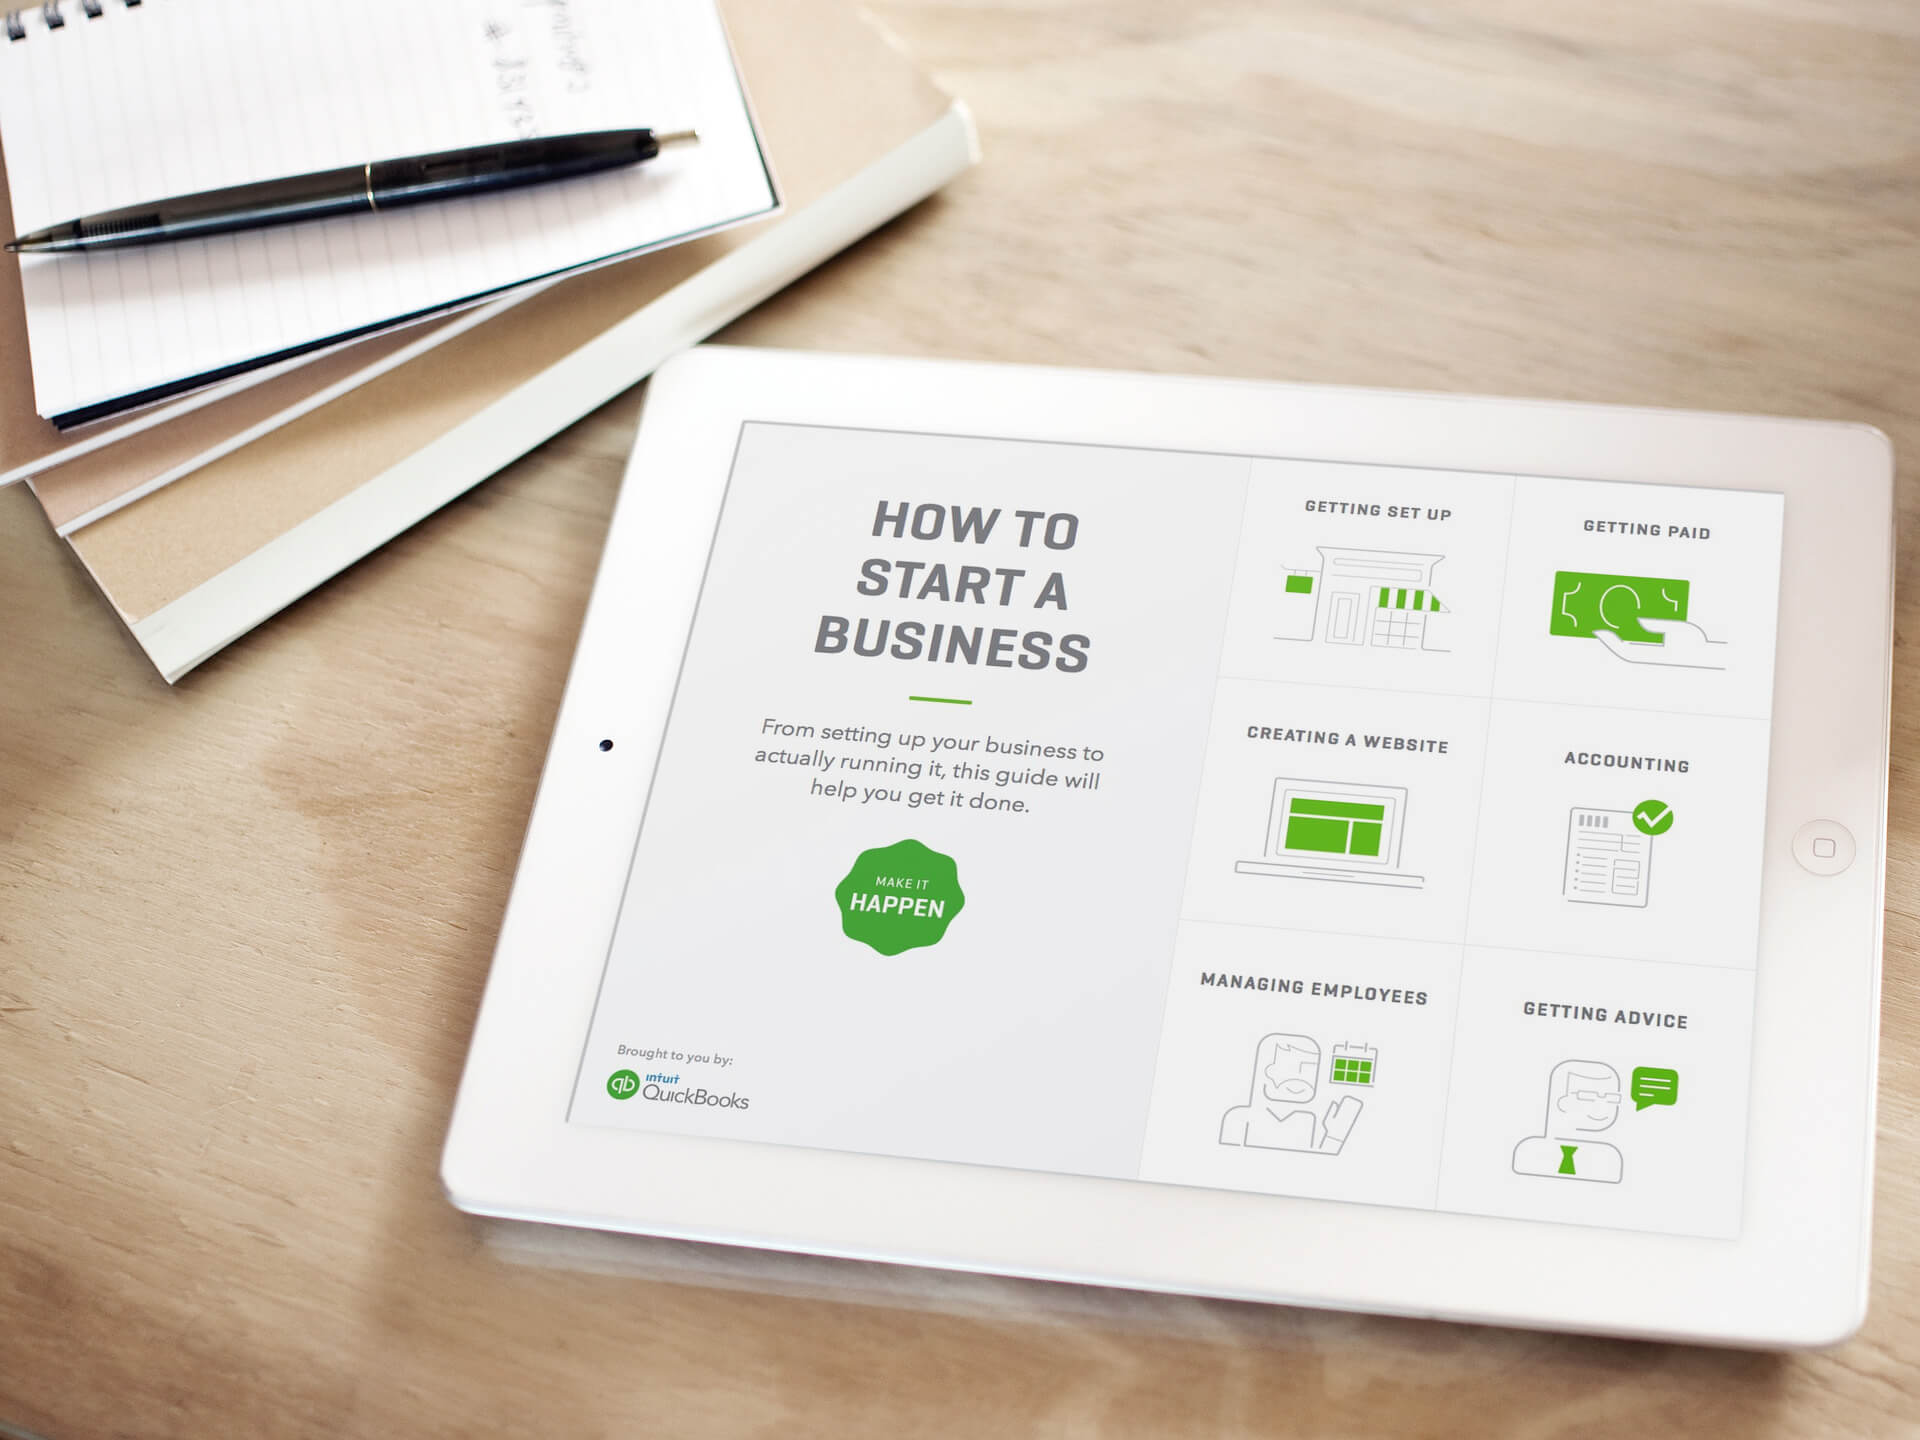 HOW TO
START A
BUSINESS
From setting up your business to
actually running it, this guide will
help you get it done.
MAKE IT
HAPPEN
Brought to you by:
qb
intuit
QuickBooks
GETTING SET UP
GETTING PAID
CREATING A WEBSITE
ACCOUNTING
MANAGING EMPLOYEES
GETTING ADVICE